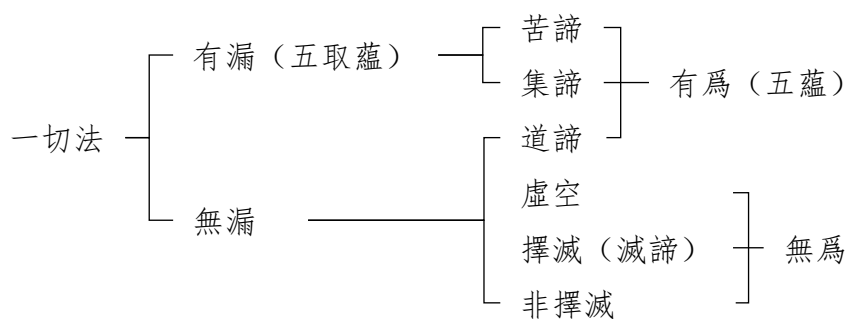 苦諦
有漏（五取蘊）
集諦
有爲（五蘊）
一切法
道諦
虛空
無漏
擇滅（滅諦）
無爲
非擇滅